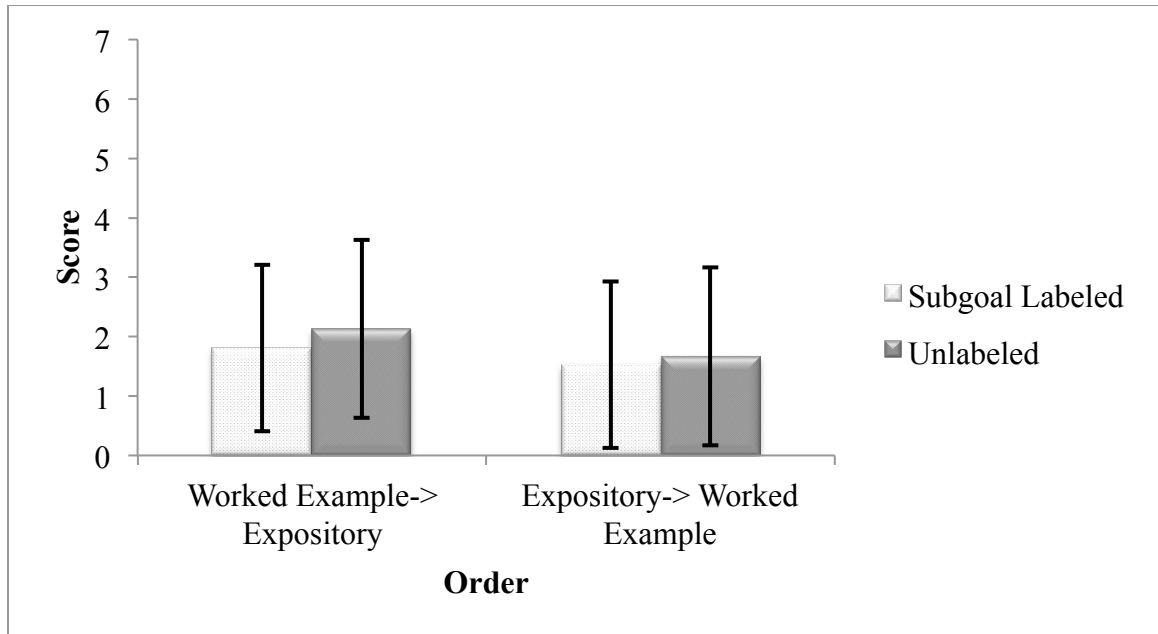 7
6
5
4
3
2
1
0
Score
Worked Example->
Expository
Expository-> Worked
Example
Order
Subgoal Labeled
Unlabeled